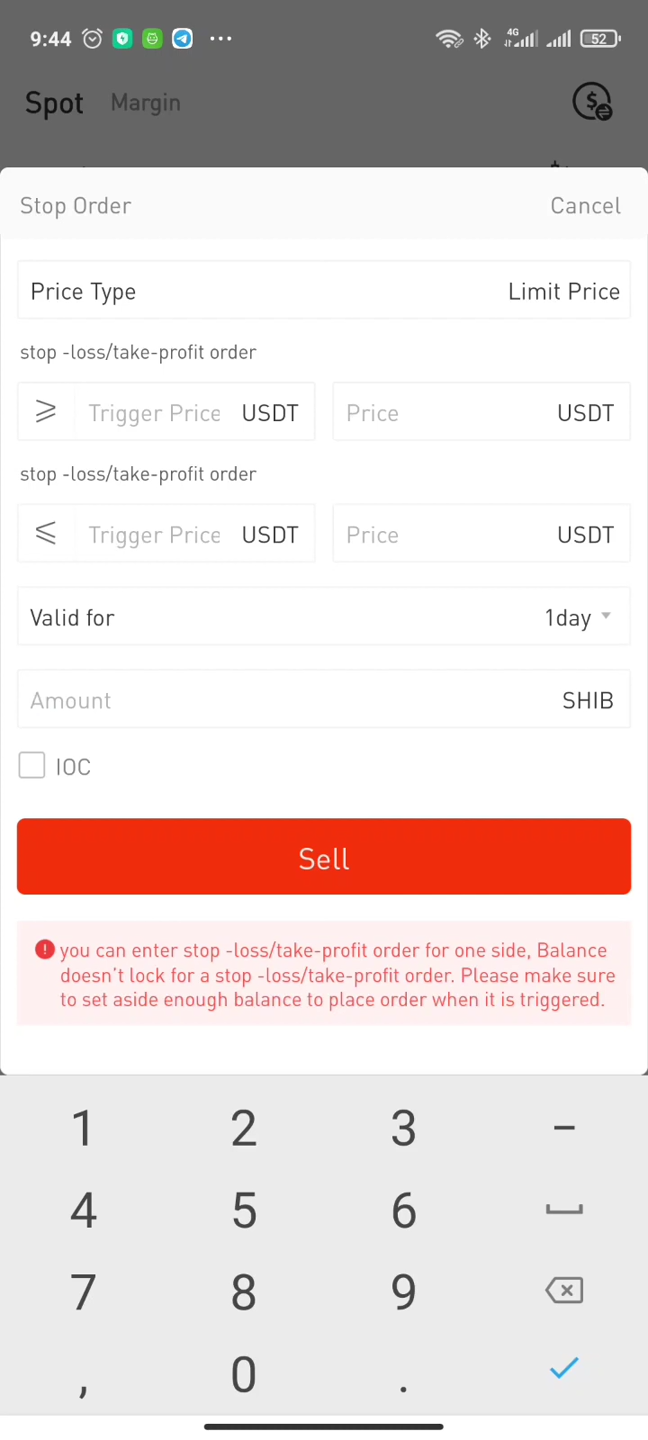 9:44 4G 52
Spot Margin
Stop Order Cancel
Price Type Limit Price
stop -loss/take-profit order
≥ Trigger Price USDT Price USDT
stop -loss/take-profit order
≤ Trigger Price USDT Price USDT
Valid for 1day
Amount SHIB
IOC
Sell
you can enter stop -loss/take-profit order for one side, Balance
doesn't lock for a stop -loss/take-profit order. Please make sure
to set aside enough balance to place order when it is triggered.
1 2 3 –
4 5 6
7 8 9
, 0 .